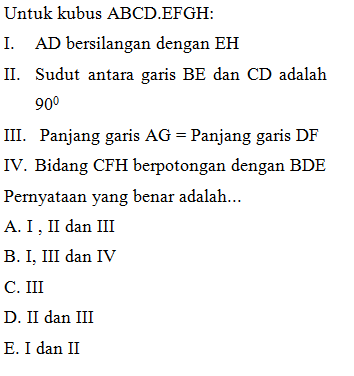 Untuk kubus ABCD.EFGH:
I. AD bersilangan dengan EH
II. Sudut antara garis BE dan CD adalah
90⁰
III. Panjang garis AG = Panjang garis DF
IV. Bidang CFH berpotongan dengan BDE
Pernyataan yang benar adalah...
A. I , II dan III
B. I, III dan IV
C. III
D. II dan III
E. I dan II